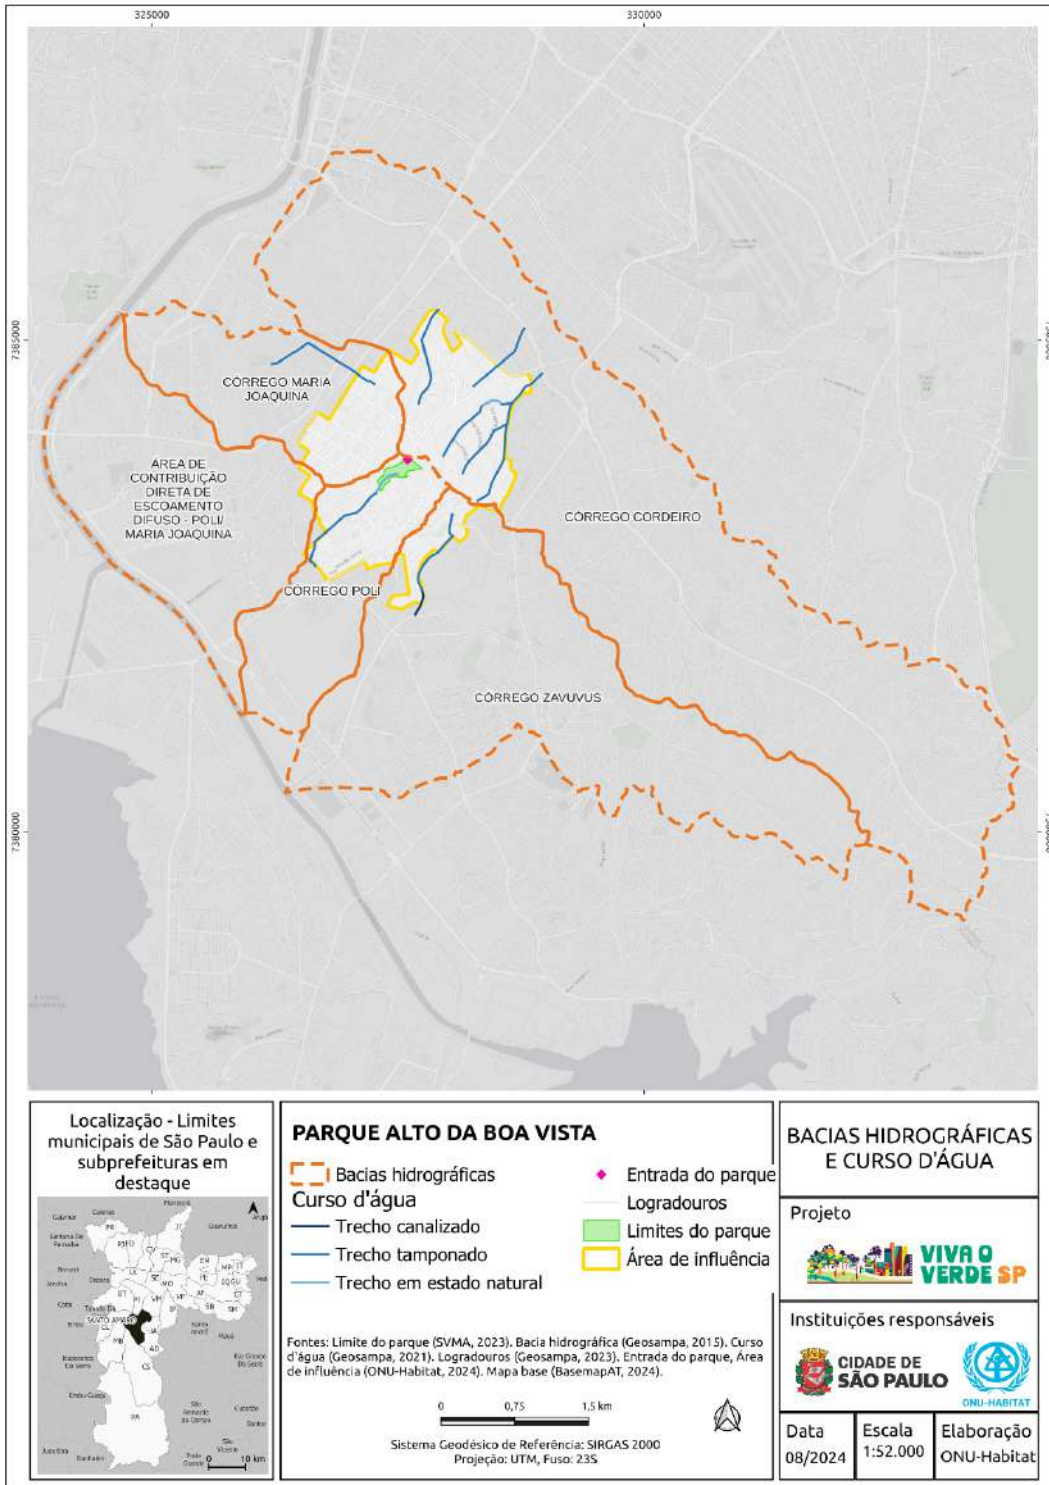 325000
330000
7385000
CÓRREGO MARIA
JOAQUINA
ÁREA DE
CONTRIBUIÇÃO
DIRETA DE
ESCOAMENTO
DIFUSO - POLI/
MARIA JOAQUINA
CÓRREGO CORDEIRO
CÓRREGO POLI
CÓRREGO ZAVUVUS
7380000
Localização - Limites
municipais de São Paulo e
subprefeituras em
destaque
SANTO AMARO
0 10 km
PARQUE ALTO DA BOA VISTA
Bacias hidrográficas
Curso d'água
Trecho canalizado
Trecho tamponado
Trecho em estado natural
Entrada do parque
Logradouros
Limites do parque
Área de influência
Fontes: Limite do parque (SVMA, 2023). Bacia hidrográfica (Geosampa, 2015). Curso
d'água (Geosampa, 2021). Logradouros (Geosampa, 2023). Entrada do parque, Área
de influência (ONU-Habitat, 2024). Mapa base (BasemapAT, 2024).
0 0,75 1,5 km
Sistema Geodésico de Referência: SIRGAS 2000
Projeção: UTM, Fuso: 23S
BACIAS HIDROGRÁFICAS
E CURSO D'ÁGUA
Projeto
VIVA O
VERDE SP
Instituições responsáveis
CIDADE DE
SÃO PAULO
ONU-HABITAT
Data
08/2024
Escala
1:52.000
Elaboração
ONU-Habitat